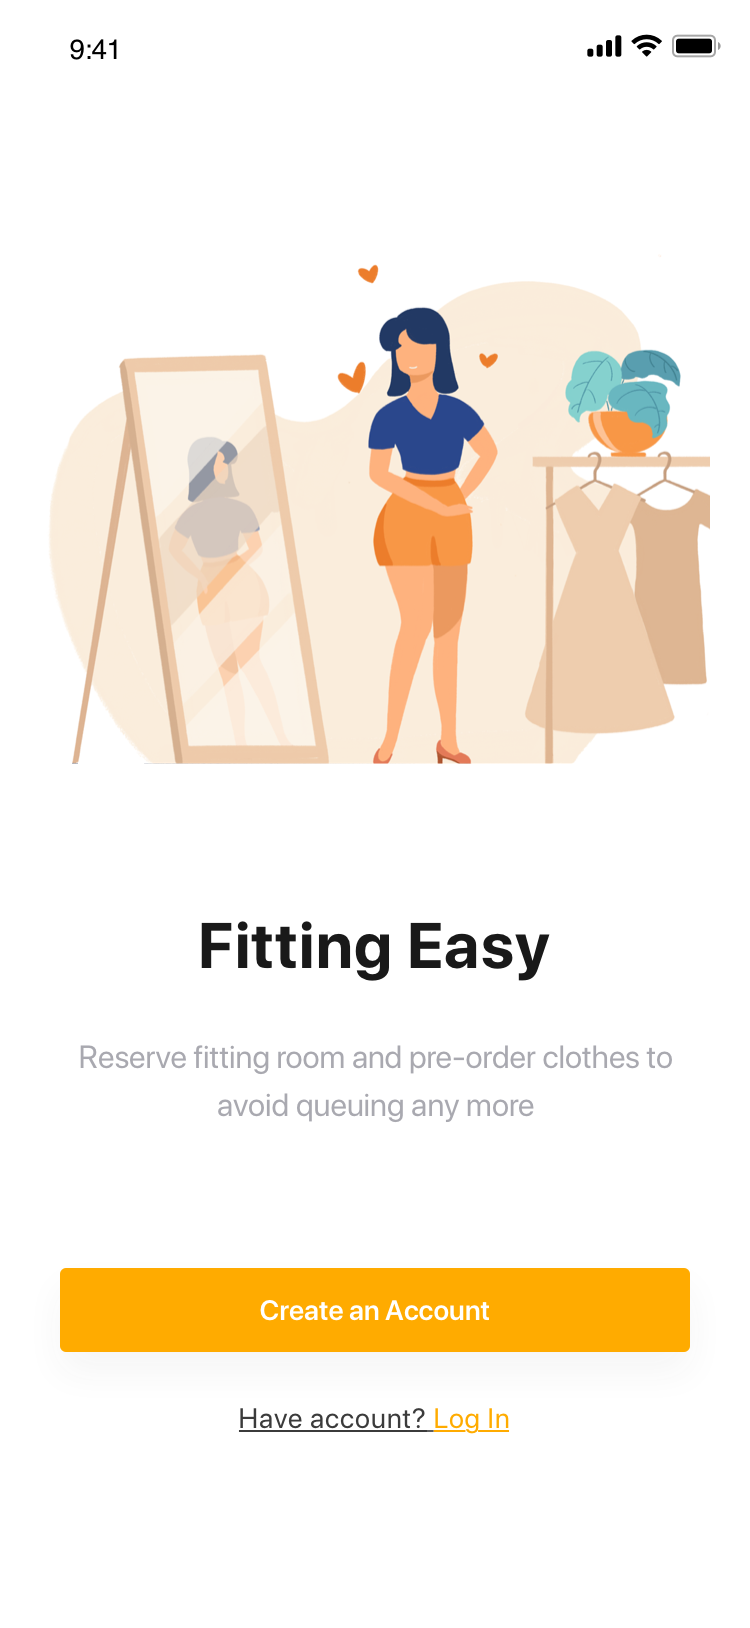 9:41
Fitting Easy
Reserve fitting room and pre-order clothes to
avoid queuing any more
Create an Account
Have account? Log In